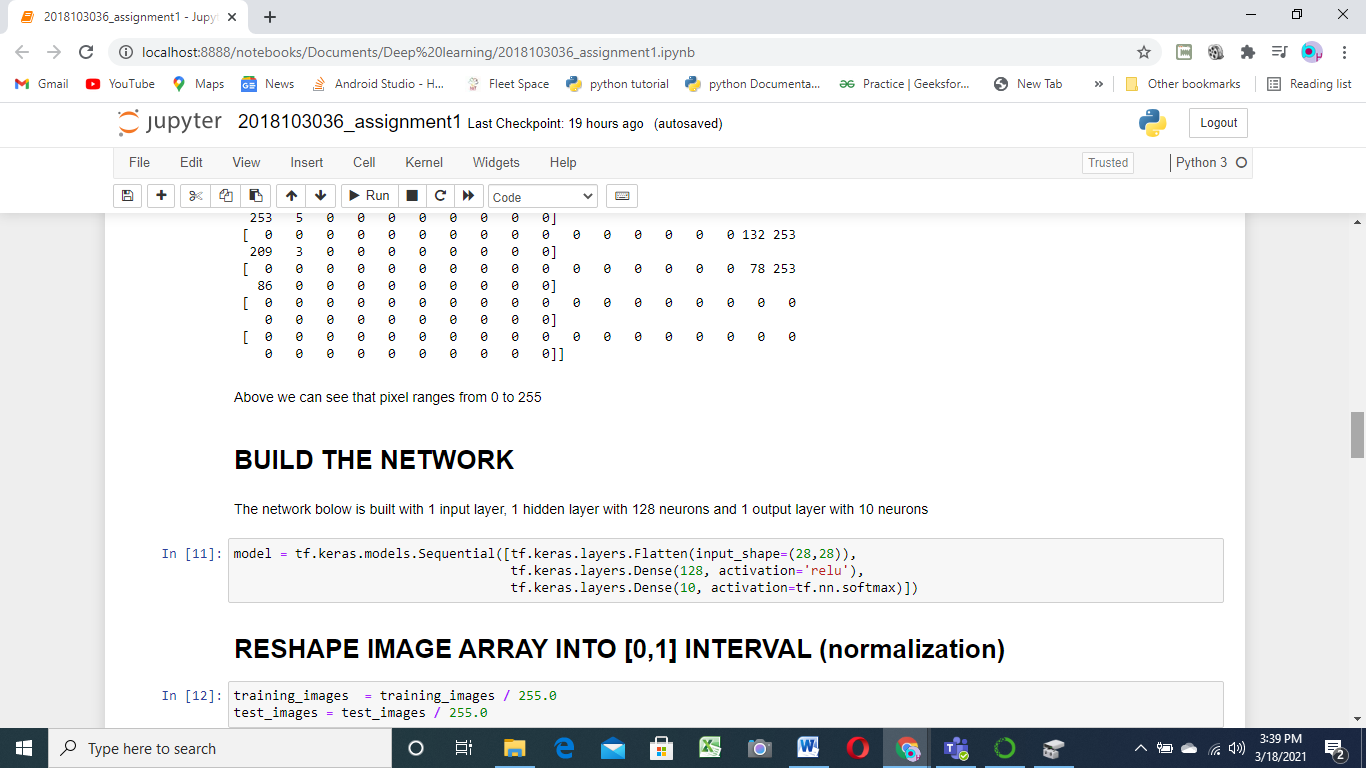 2018103036_assignment1 - Jupyt
localhost:8888/notebooks/Documents/Deep%20learning/2018103036_assignment1.ipynb
Gmail YouTube Maps News Android Studio - H... Fleet Space python tutorial python Documenta... Practice | Geeksfor... New Tab » Other bookmarks Reading list
jupyter 2018103036_assignment1 Last Checkpoint: 19 hours ago (autosaved) Logout
File Edit View Insert Cell Kernel Widgets Help Trusted Python 3
Run Code
253 5 0 0 0 0 0 0 0 0]
[ 0 0 0 0 0 0 0 0 0 0 0 0 0 0 0 0 132 253
209 3 0 0 0 0 0 0 0 0]
[ 0 0 0 0 0 0 0 0 0 0 0 0 0 0 0 0 78 253
86 0 0 0 0 0 0 0 0 0]
[ 0 0 0 0 0 0 0 0 0 0 0 0 0 0 0 0 0 0
0 0 0 0 0 0 0 0 0 0]
[ 0 0 0 0 0 0 0 0 0 0 0 0 0 0 0 0 0 0
0 0 0 0 0 0 0 0 0 0]]
Above we can see that pixel ranges from 0 to 255
BUILD THE NETWORK
The network bolow is built with 1 input layer, 1 hidden layer with 128 neurons and 1 output layer with 10 neurons
In [11]: model = tf.keras.models.Sequential([tf.keras.layers.Flatten(input_shape=(28,28)),
tf.keras.layers.Dense(128, activation='relu'),
tf.keras.layers.Dense(10, activation=tf.nn.softmax)])
RESHAPE IMAGE ARRAY INTO [0,1] INTERVAL (normalization)
In [12]: training_images  = training_images / 255.0
test_images = test_images / 255.0
Type here to search
3:39 PM
3/18/2021
2